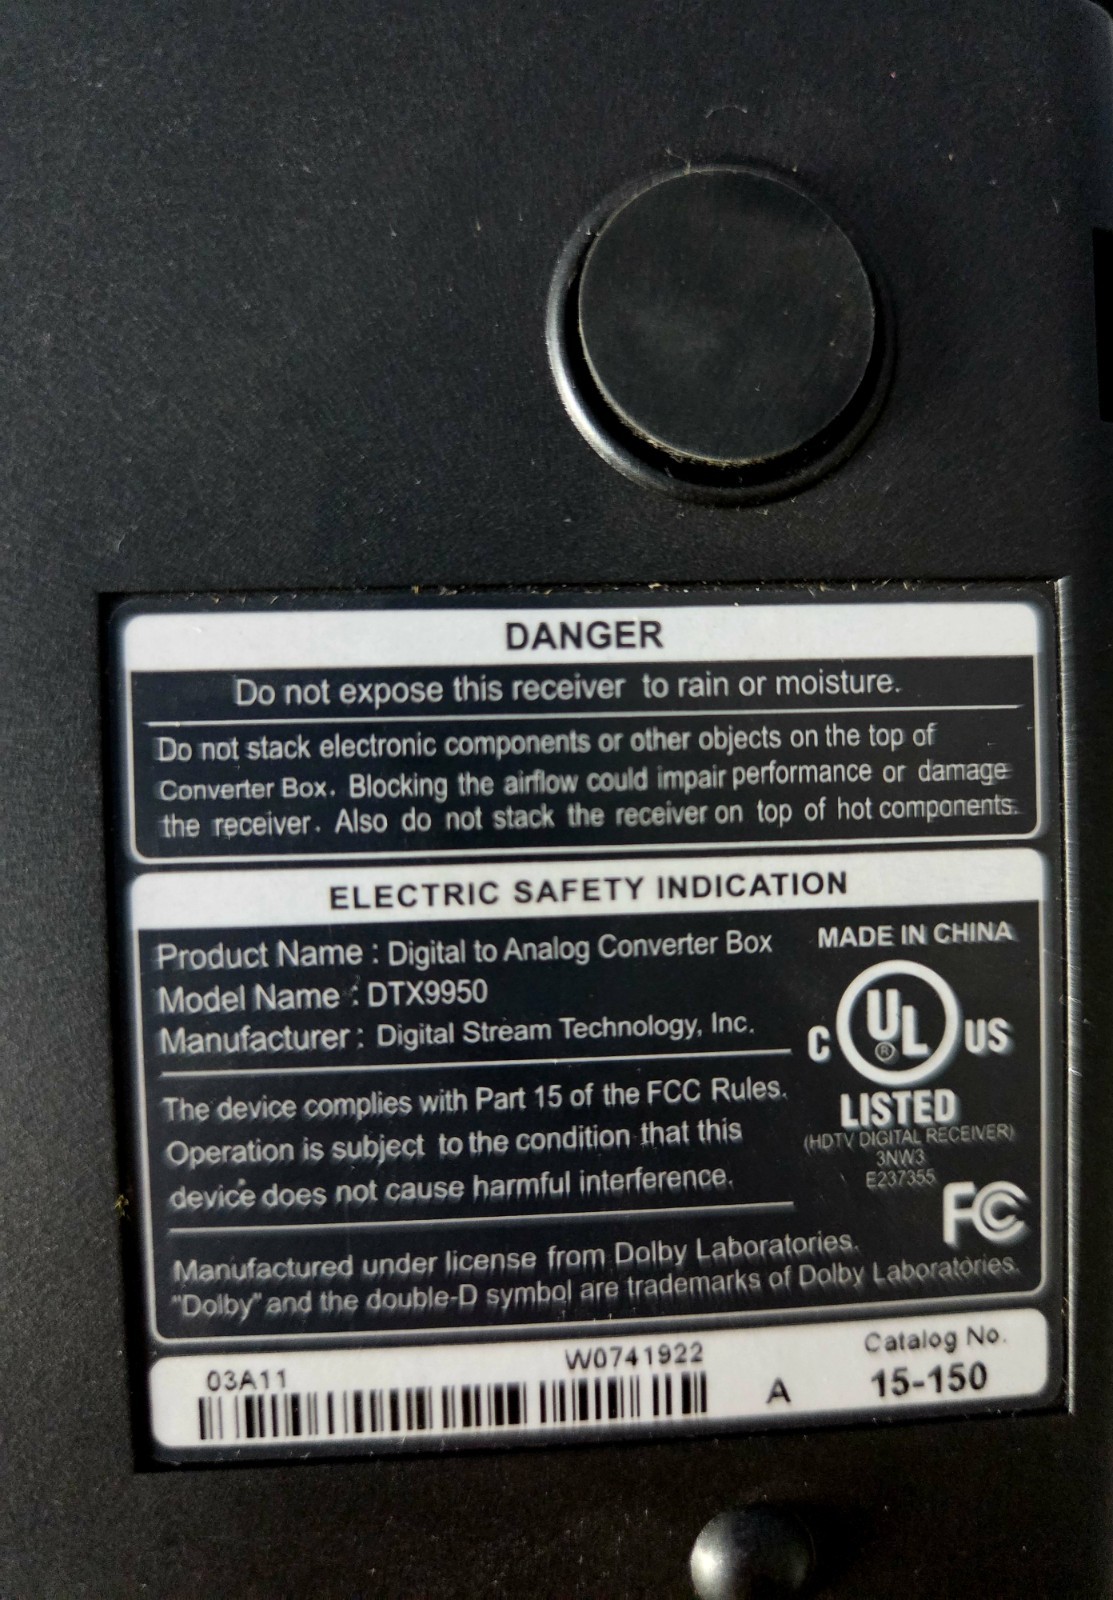 DANGER
Do not expose this receiver to rain or moisture.
Do not stack electronic components or other objects on the top of
Converter Box. Blocking the airflow could impair performance or damage
the receiver. Also do not stack the receiver on top of hot components.
ELECTRIC SAFETY INDICATION
Product Name : Digital to Analog Converter Box
Model Name : DTX9950
Manufacturer : Digital Stream Technology, Inc.
MADE IN CHINA
C UL ® US
LISTED
(HDTV DIGITAL RECEIVER)
3NW3
E237355
FC
The device complies with Part 15 of the FCC Rules.
Operation is subject to the condition that this
device does not cause harmful interference.
Manufactured under license from Dolby Laboratories.
"Dolby" and the double-D symbol are trademarks of Dolby Laboratories.
03A11 W0741922
A
Catalog No.
15-150